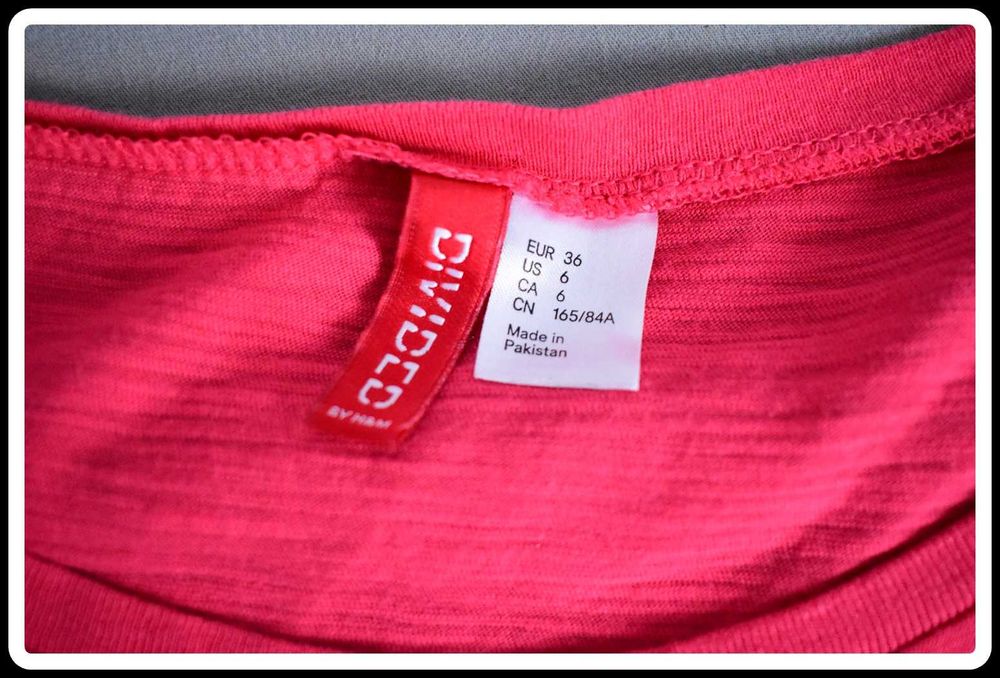 DIVIDED
BY H&M
EUR 36
US 6
CA 6
CN 165/84A
Made in
Pakistan